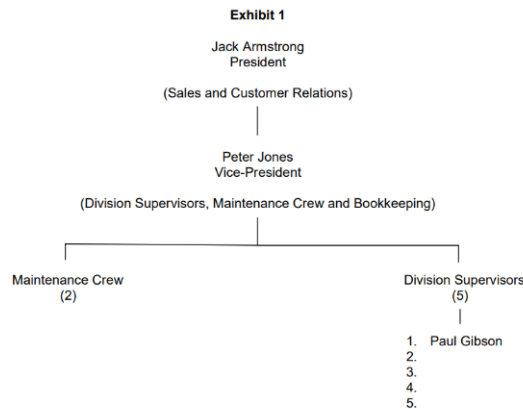 Exhibit 1
Jack Armstrong
President
(Sales and Customer Relations)
Peter Jones
Vice-President
(Division Supervisors, Maintenance Crew and Bookkeeping)
Maintenance Crew
(2)
Division Supervisors
(5)
1. Paul Gibson
2.
3.
4.
5.